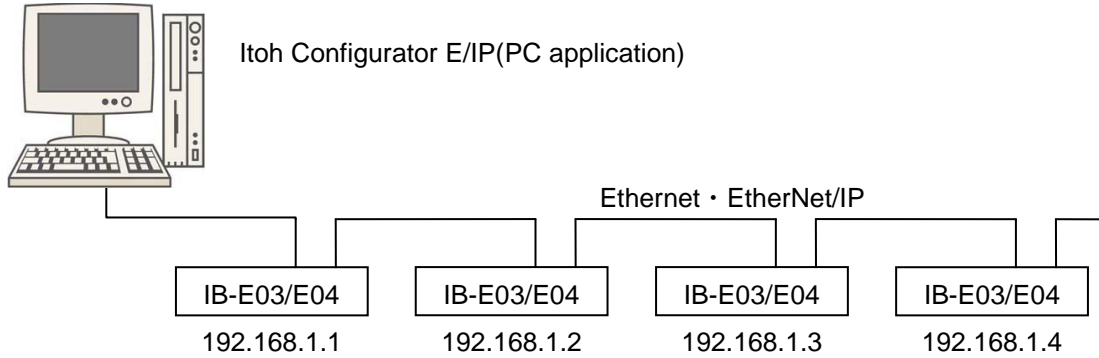 Itoh Configurator E/IP(PC application)
Ethernet・EtherNet/IP
IB-E03/E04 IB-E03/E04 IB-E03/E04 IB-E03/E04
192.168.1.1 192.168.1.2 192.168.1.3 192.168.1.4